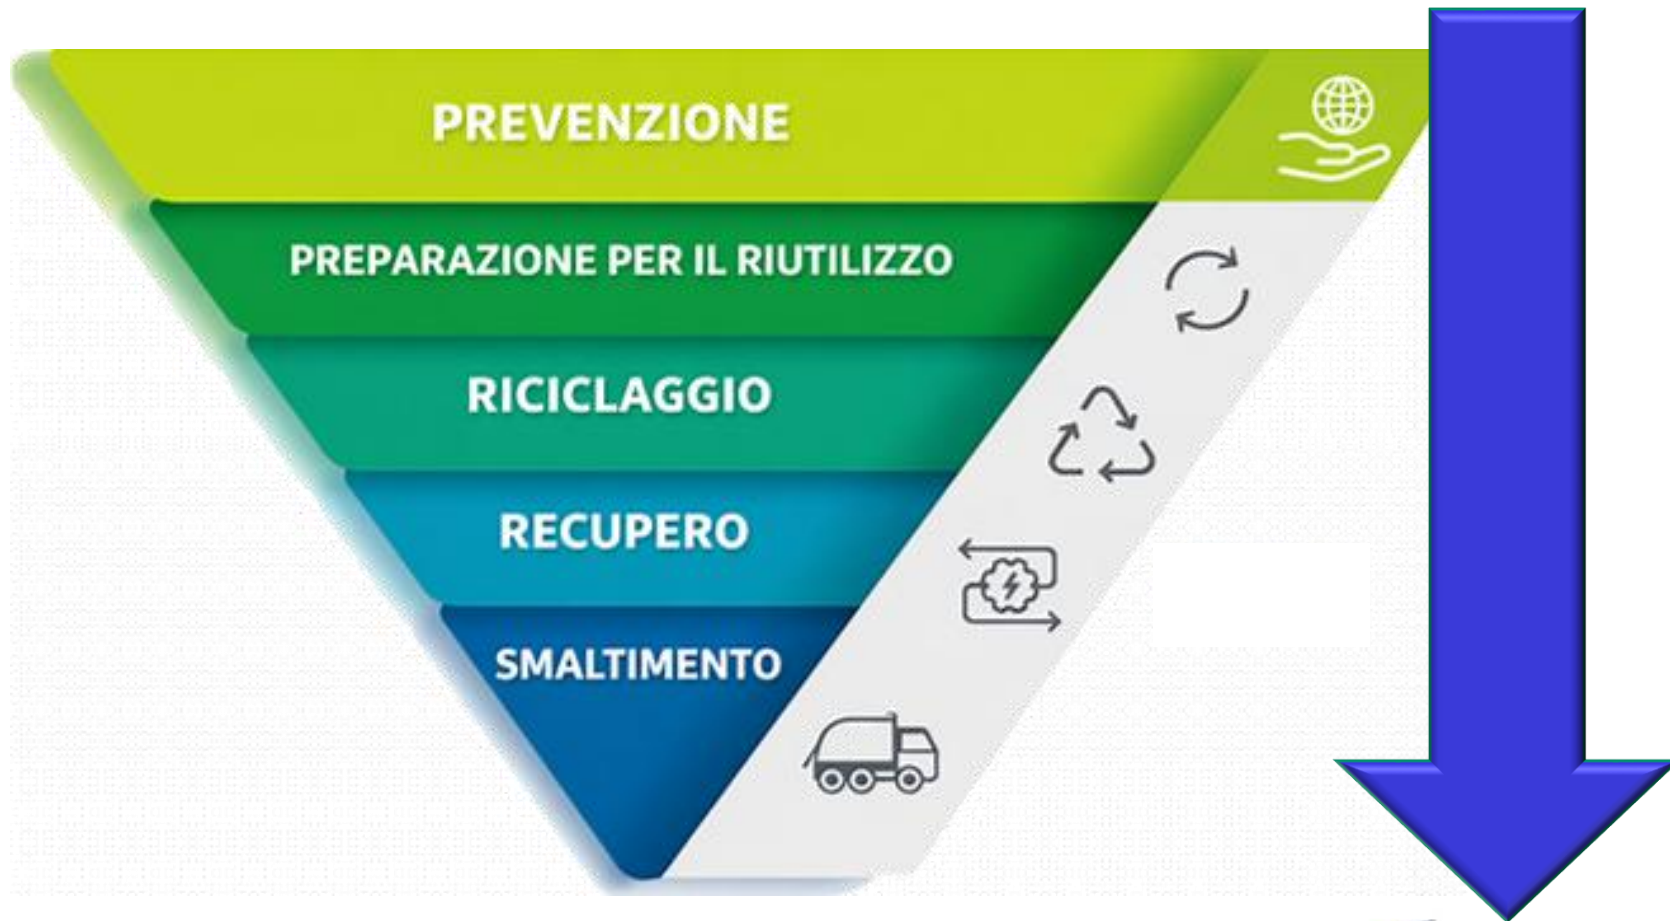 PREVENZIONE
PREPARAZIONE PER IL RIUTILIZZO
RICICLAGGIO
RECUPERO
SMALTIMENTO